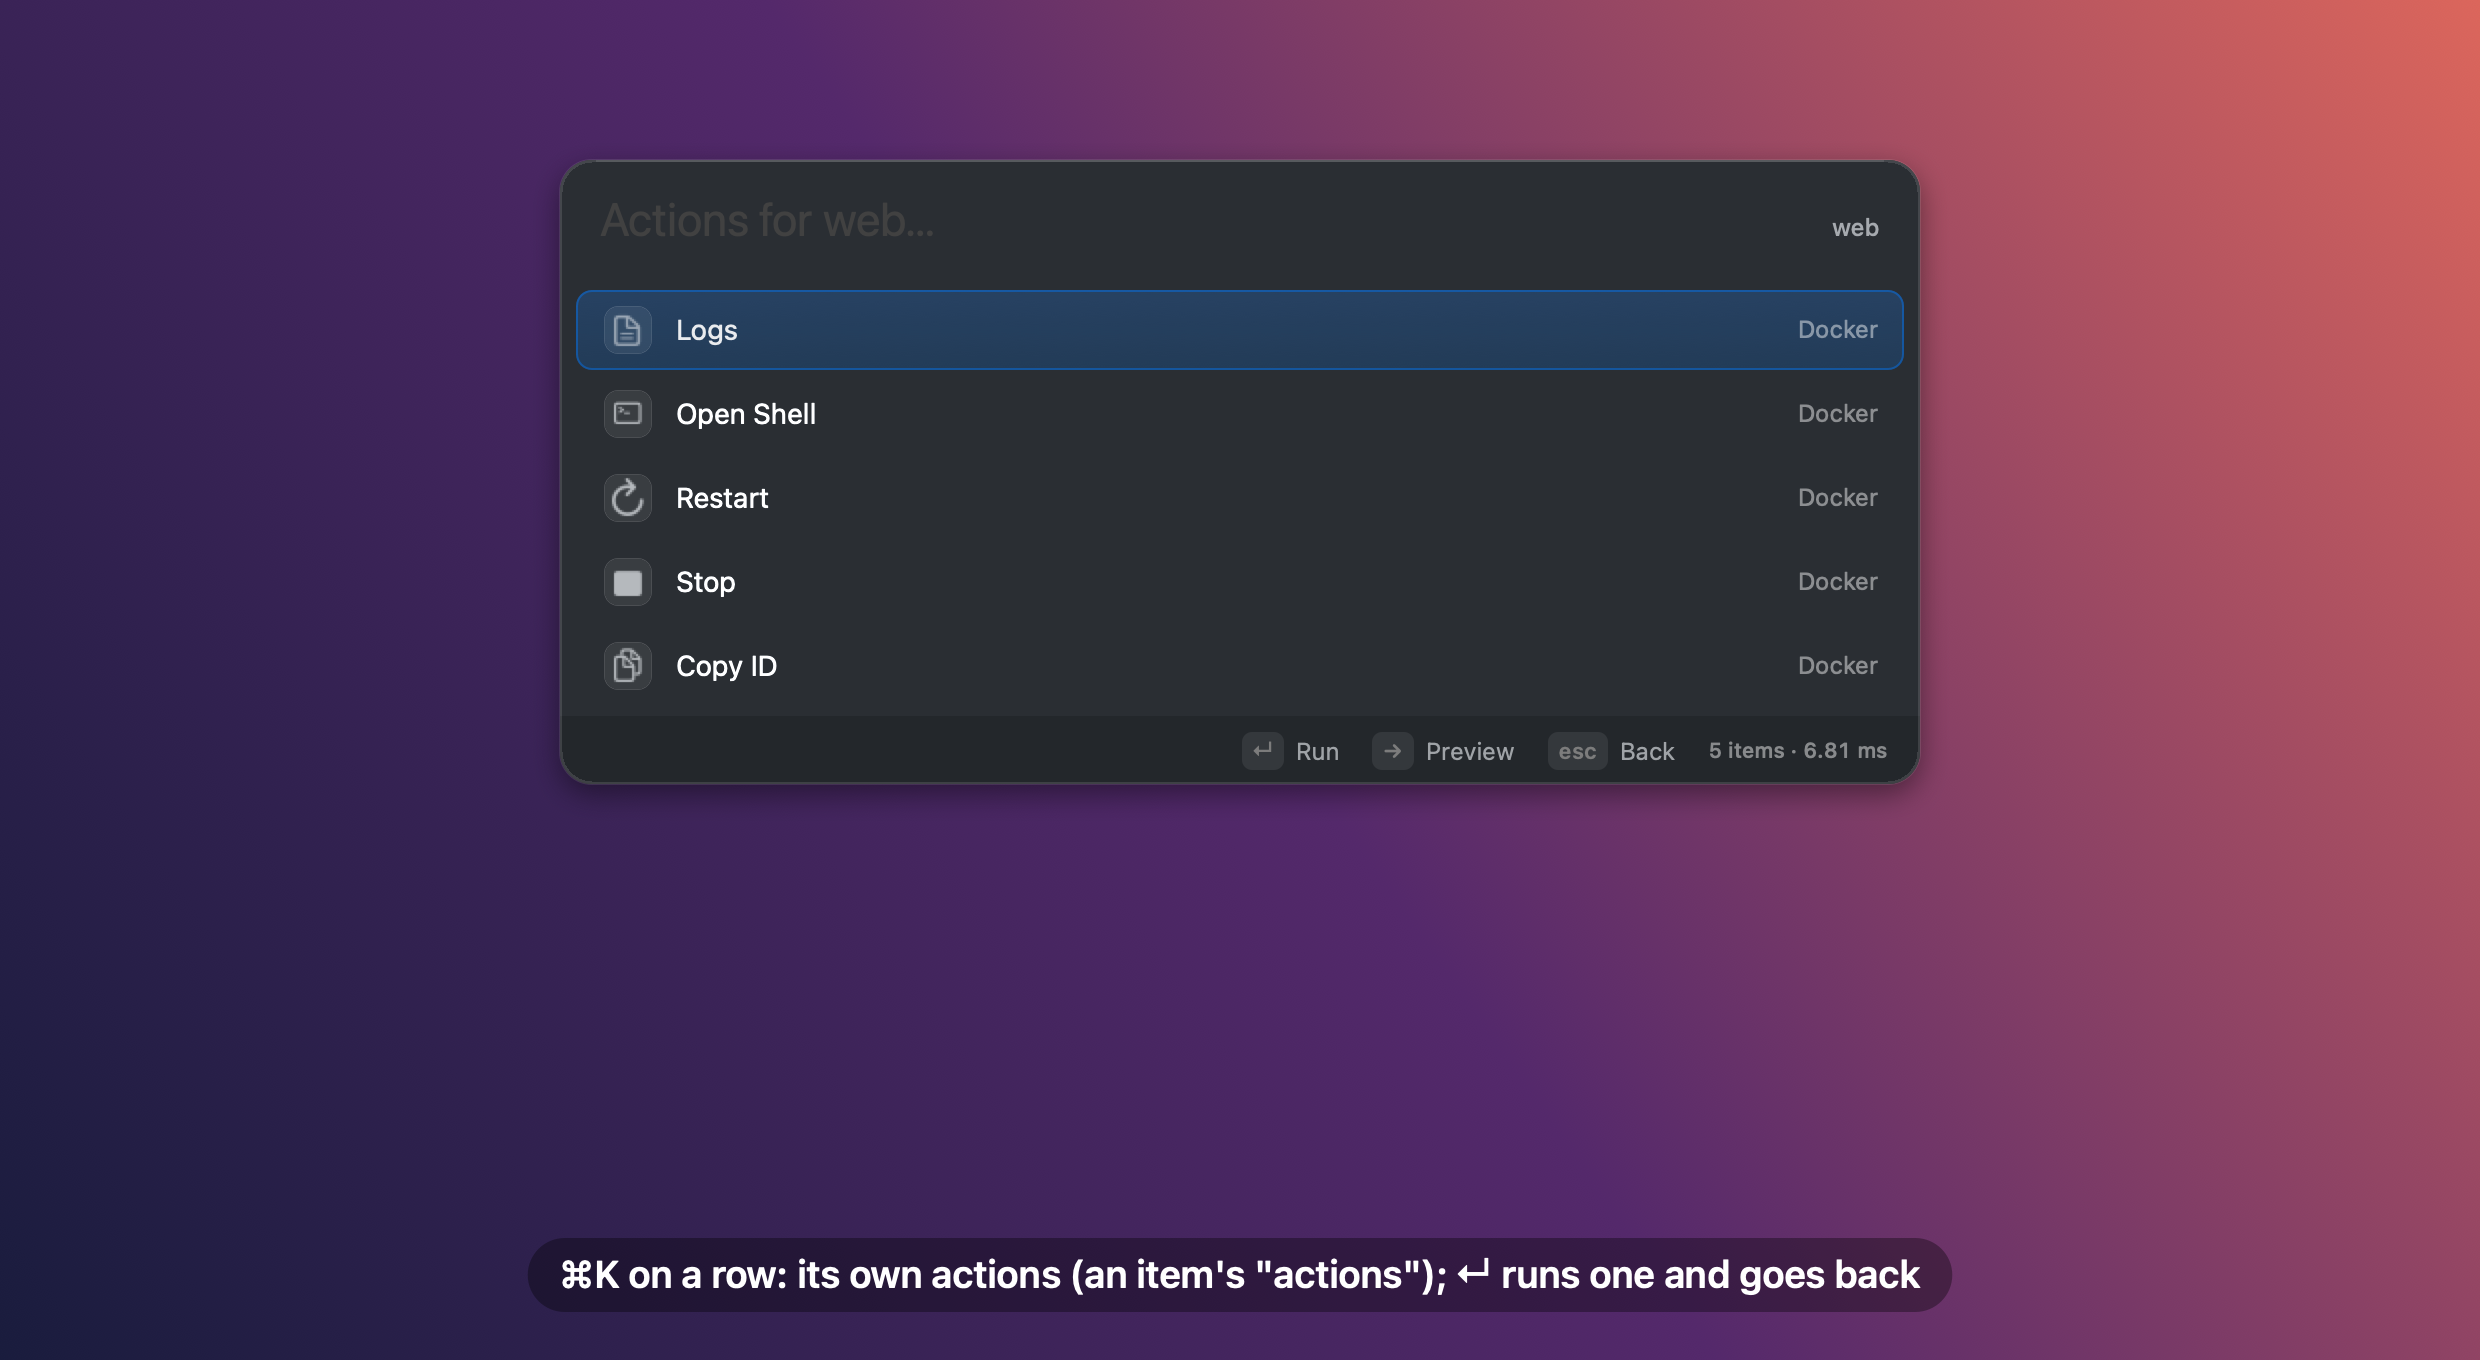 Actions for web...
web
Logs
Docker
Open Shell
Docker
Restart
Docker
Stop
Docker
Copy ID
Docker
↵ Run → Preview esc Back 5 items · 6.81 ms
⌘K on a row: its own actions (an item's "actions"); ↵ runs one and goes back